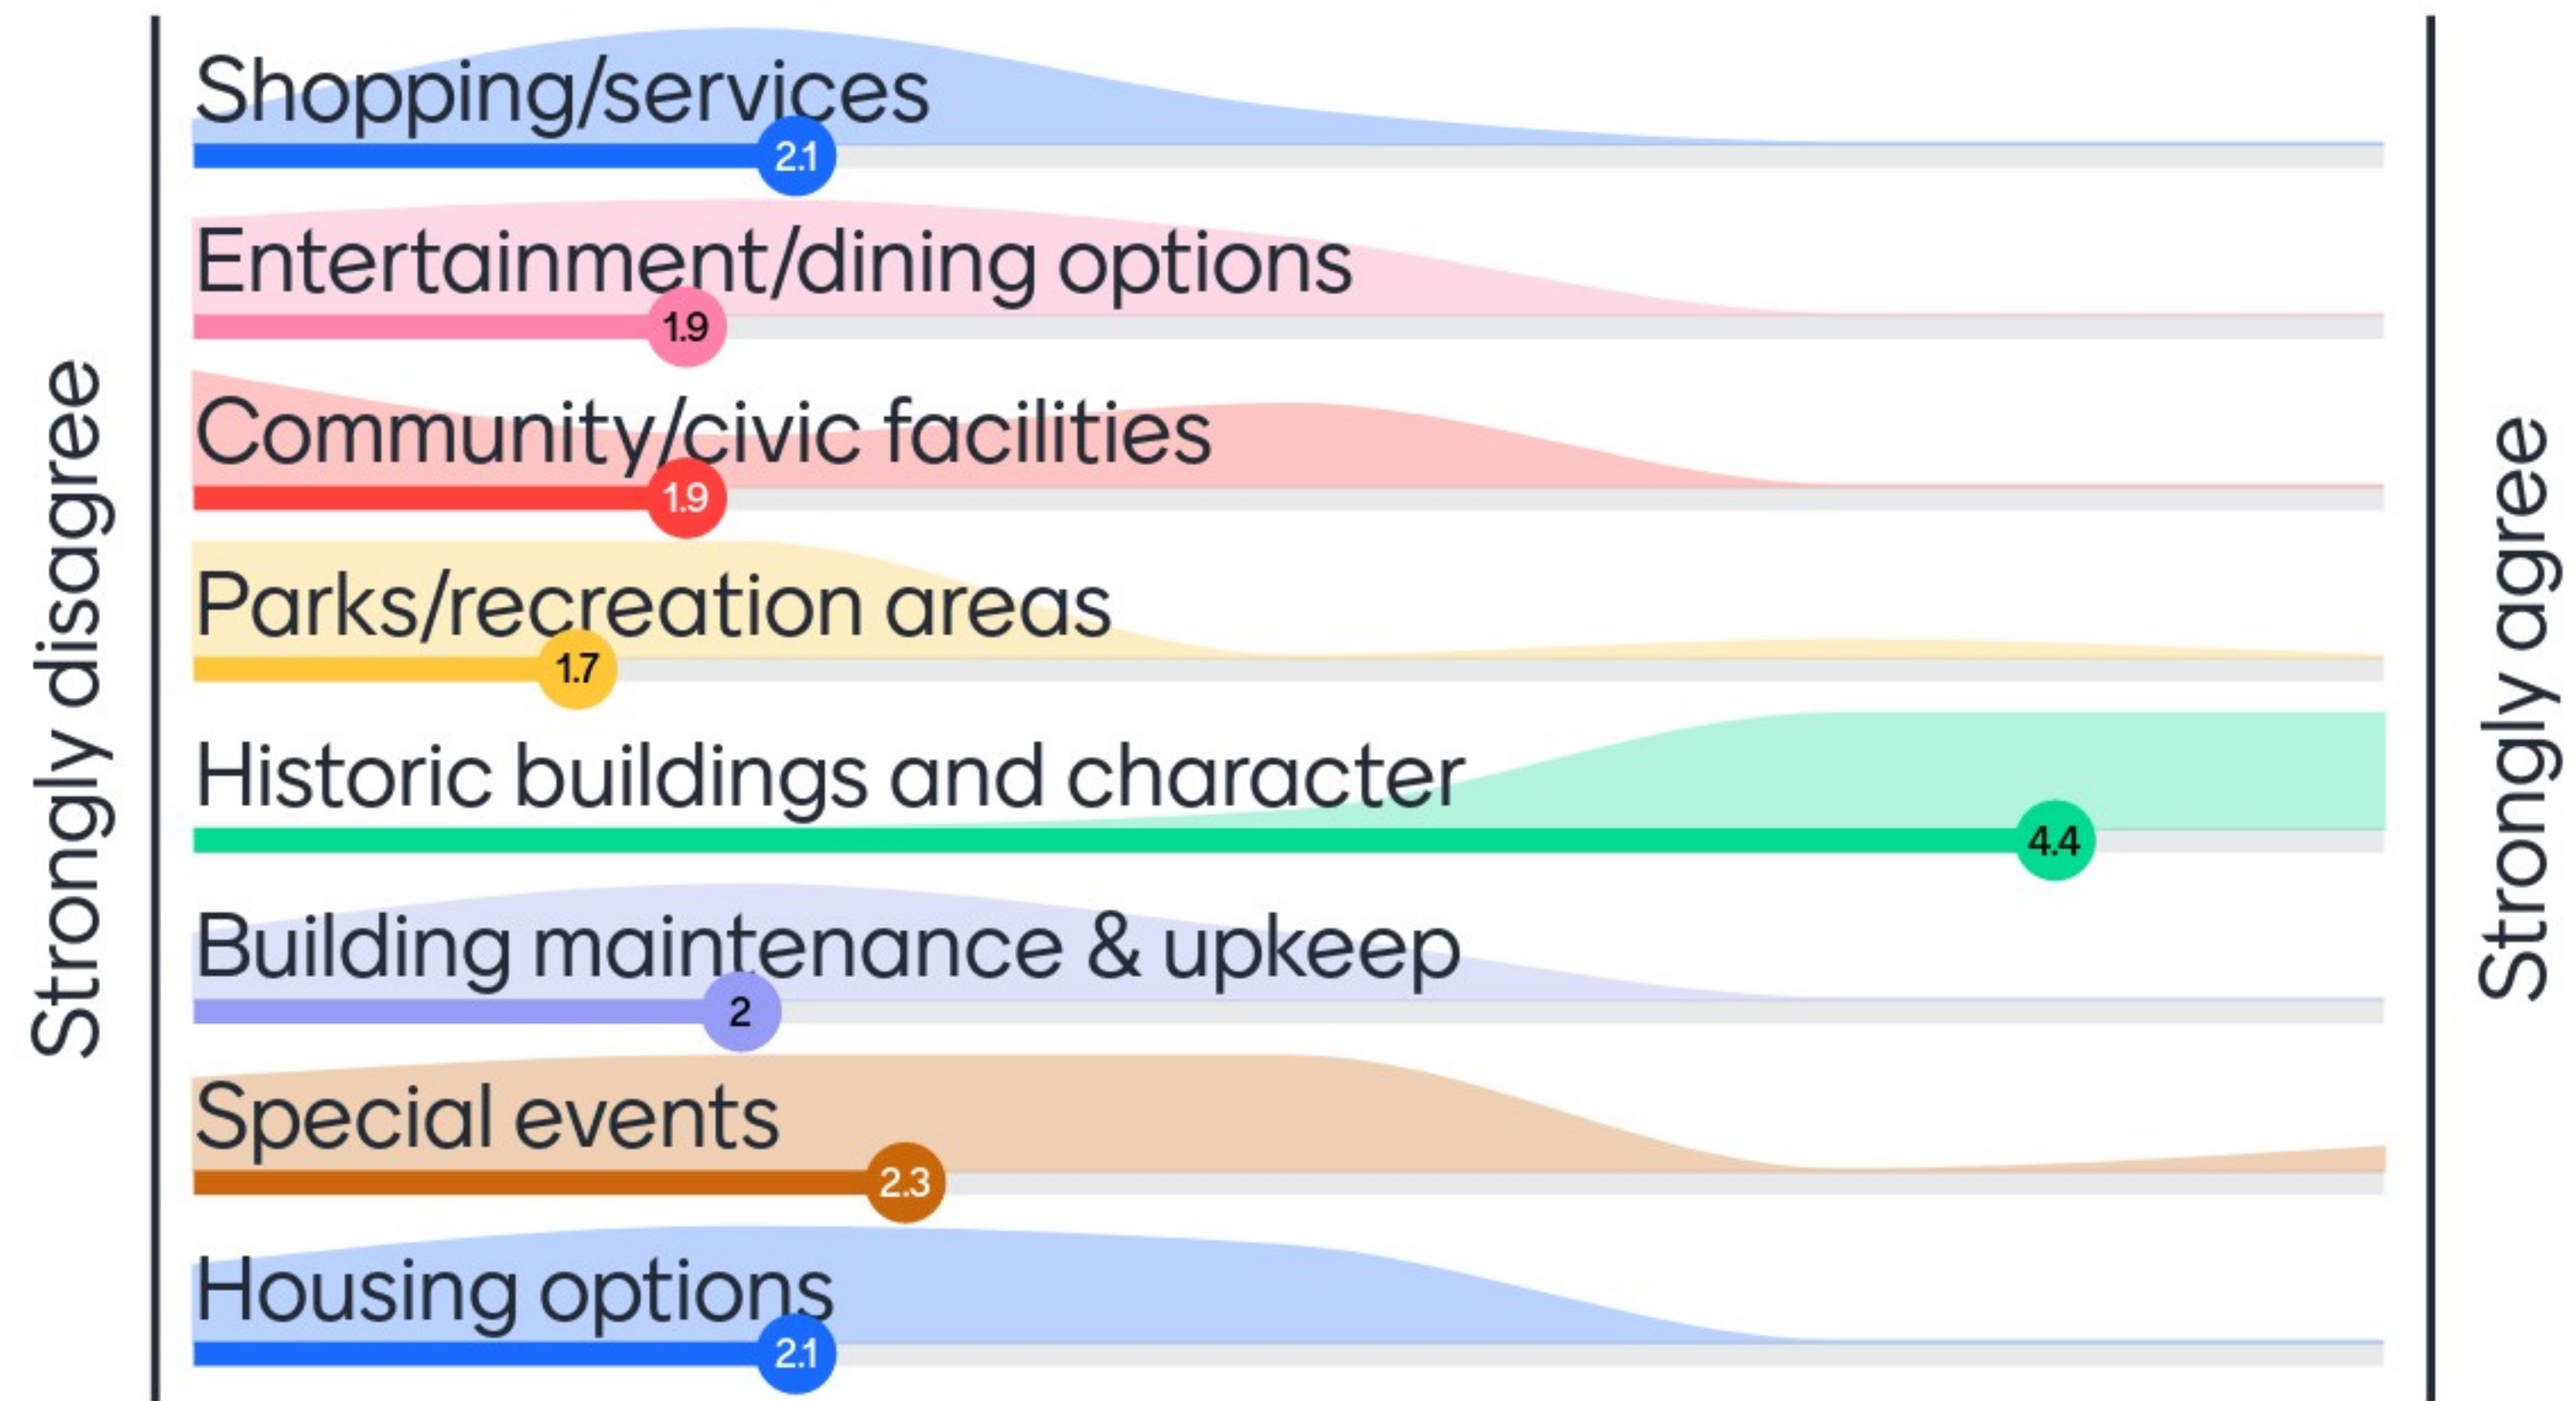 Strongly disagree
Shopping/services
2.1
Entertainment/dining options
1.9
Community/civic facilities
1.9
Parks/recreation areas
1.7
Historic buildings and character
4.4
Building maintenance & upkeep
2
Special events
2.3
Housing options
2.1
Strongly agree